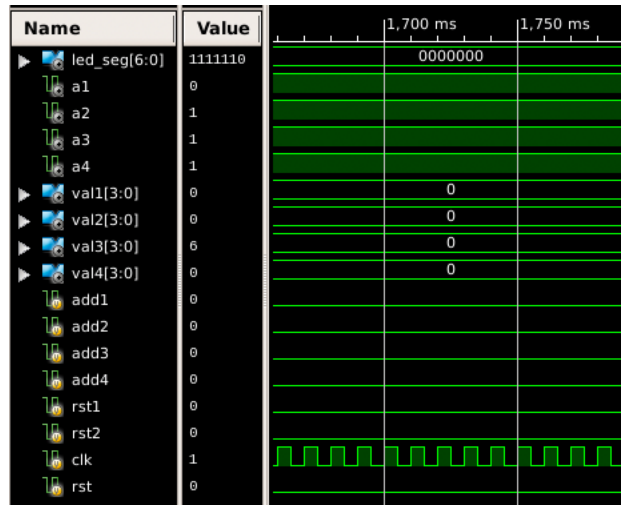 Name Value 1,700 ms 1,750 ms
led_seg[6:0] 1111110 0000000
a1 0
a2 1
a3 1
a4 1
val1[3:0] 0 0
val2[3:0] 0 0
val3[3:0] 6 0
val4[3:0] 0 0
add1 0
add2 0
add3 0
add4 0
rst1 0
rst2 0
clk 1
rst 0